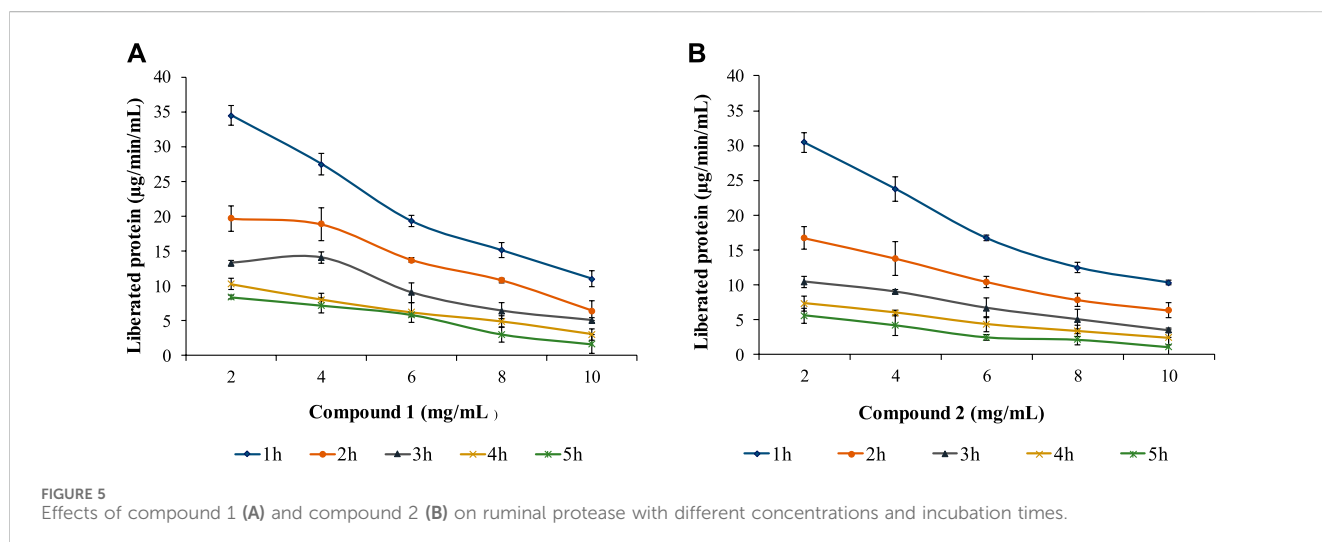 A
40
35
30
25
20
15
10
5
0
Liberated protein (µg/min/mL)
2 4 6 8 10
Compound 1 (mg/mL )
1h 2h 3h 4h 5h
B
40
35
30
25
20
15
10
5
0
Liberated protein (µg/min/mL)
2 4 6 8 10
Compound 2 (mg/mL)
1h 2h 3h 4h 5h
FIGURE 5
Effects of compound 1 (A) and compound 2 (B) on ruminal protease with different concentrations and incubation times.